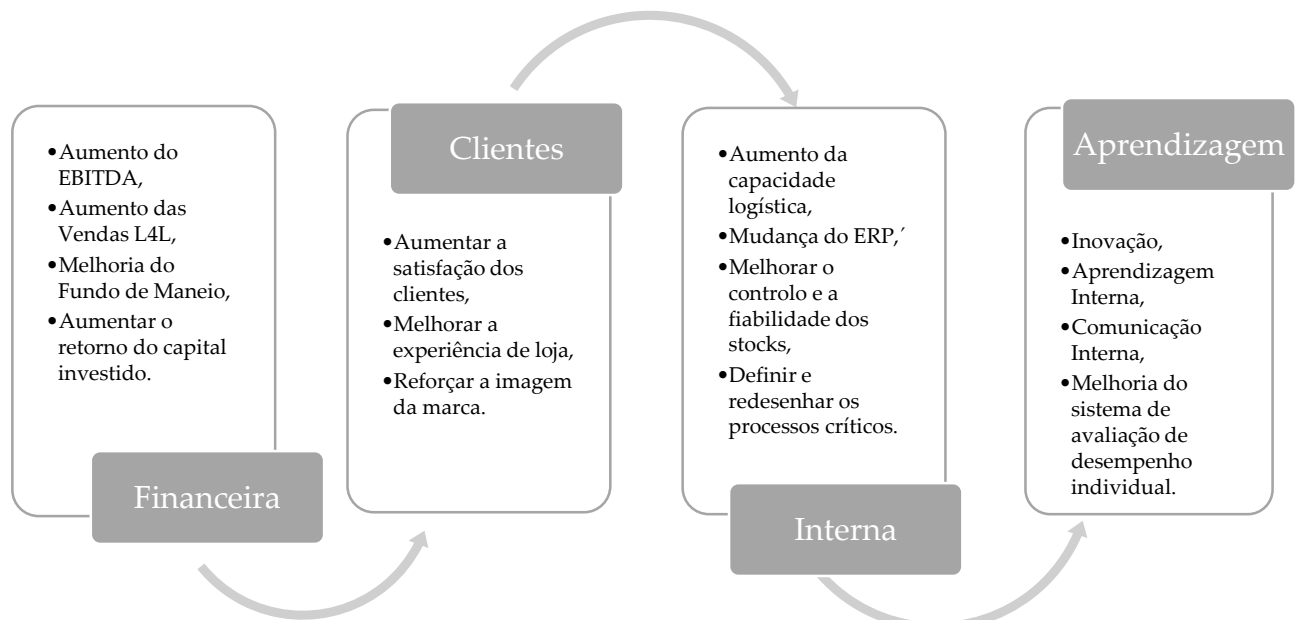 •Aumento do
EBITDA,
•Aumento das
Vendas L4L,
•Melhoria do
Fundo de Maneio,
•Aumentar o
retorno do capital
investido.
Financeira
Clientes
•Aumentar a
satisfação dos
clientes,
•Melhorar a
experiência de loja,
•Reforçar a imagem
da marca.
•Aumento da
capacidade
logística,
•Mudança do ERP,´
•Melhorar o
controlo e a
fiabilidade dos
stocks,
•Definir e
redesenhar os
processos críticos.
Interna
Aprendizagem
•Inovação,
•Aprendizagem
Interna,
•Comunicação
Interna,
•Melhoria do
sistema de
avaliação de
desempenho
individual.